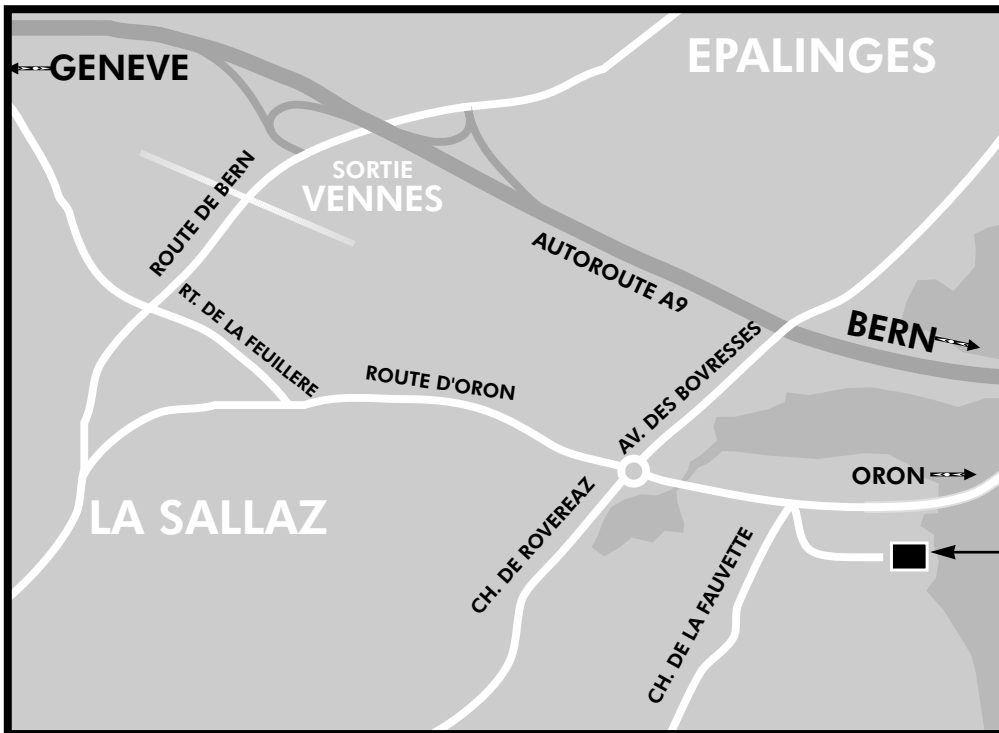 EPALINGES
GENEVE
SORTIE
VENNES
ROUTE DE BERN
AUTOROUTE A9
RT. DE LA FEUILLERE
BERN
ROUTE D'ORON
AV. DES BOVRESSES
ORON
LA SALLAZ
CH. DE ROVEREAZ
CH. DE LA FAUVETTE